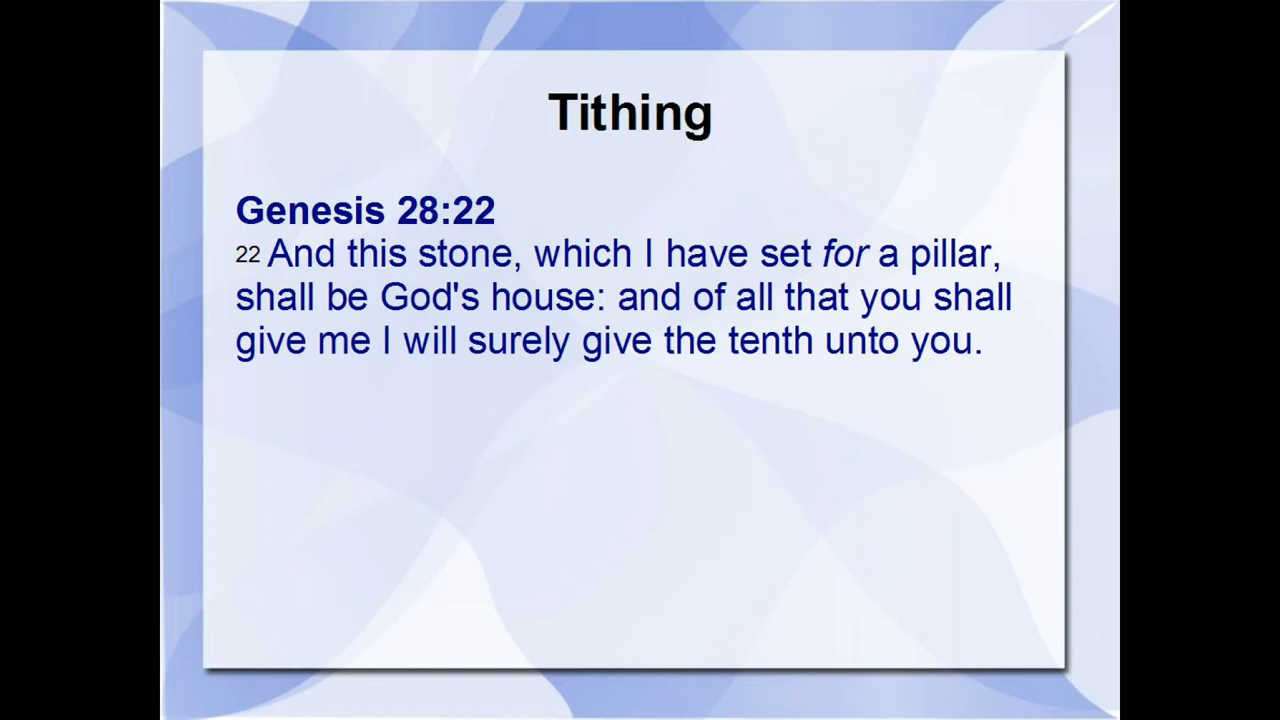 Tithing
Genesis 28:22
22 And this stone, which I have set for a pillar,
shall be God's house: and of all that you shall
give me I will surely give the tenth unto you.